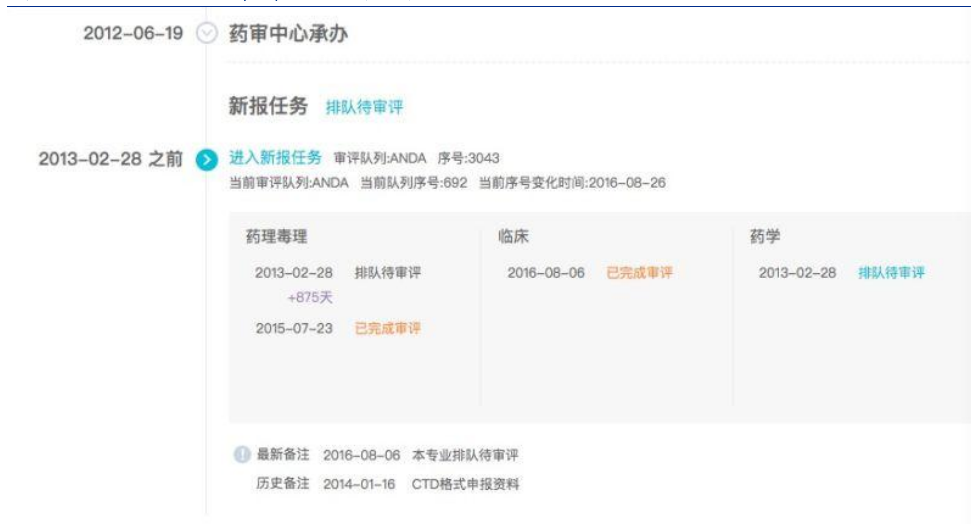 2012-06-19 药审中心承办
新报任务 排队待审评
2013-02-28 之前 进入新报任务 审评队列:ANDA 序号:3043
当前审评队列:ANDA 当前队列序号:692 当前序号变化时间:2016-08-26
药理毒理 临床 药学
2013-02-28 排队待审评 2016-08-06 已完成审评 2013-02-28 排队待审评
+875天
2015-07-23 已完成审评
最新备注 2016-08-06 本专业排队待审评
历史备注 2014-01-16 CTD格式申报资料